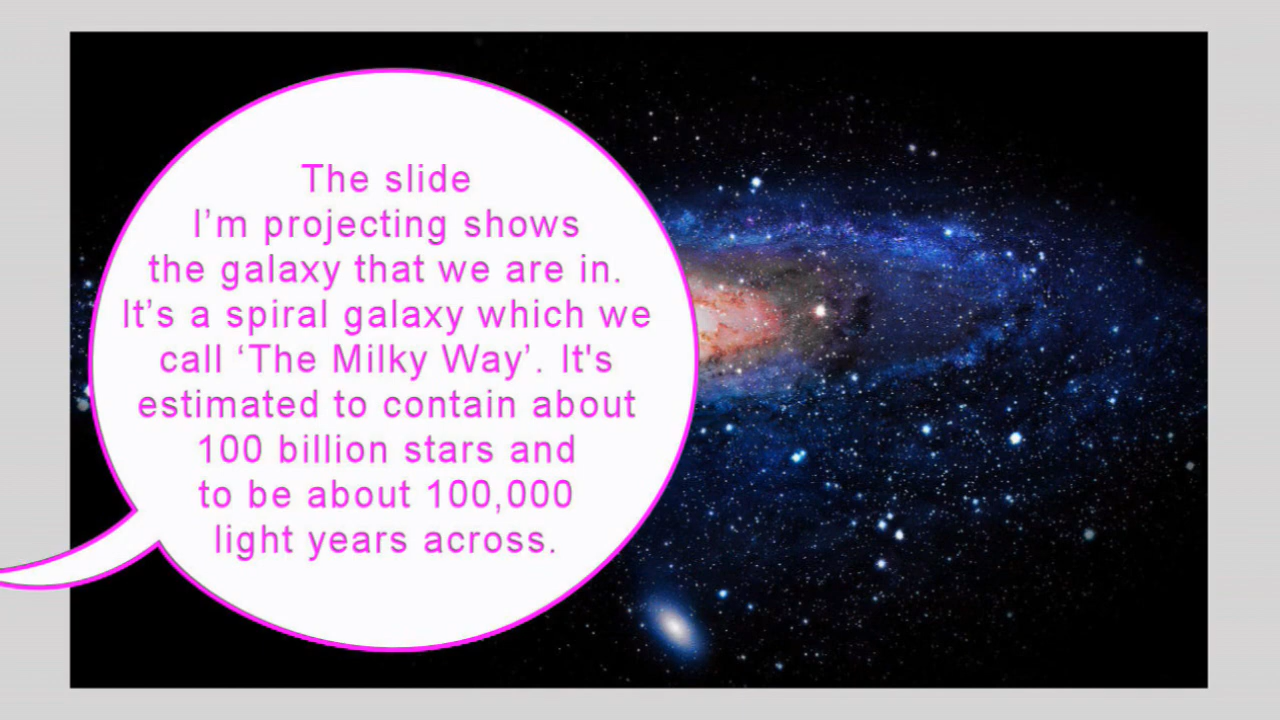 The slide
I’m projecting shows
the galaxy that we are in.
It’s a spiral galaxy which we
call ‘The Milky Way’. It's
estimated to contain about
100 billion stars and
to be about 100,000
light years across.